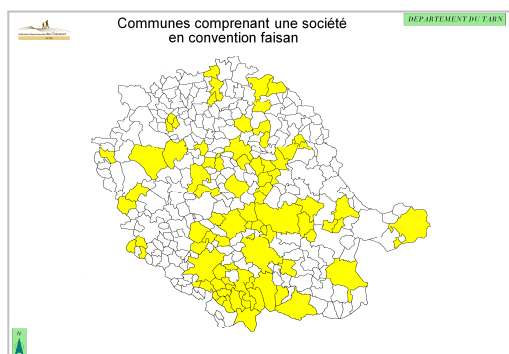 Communes comprenant une société
en convention faisan
DEPARTEMENT DU TARN
N